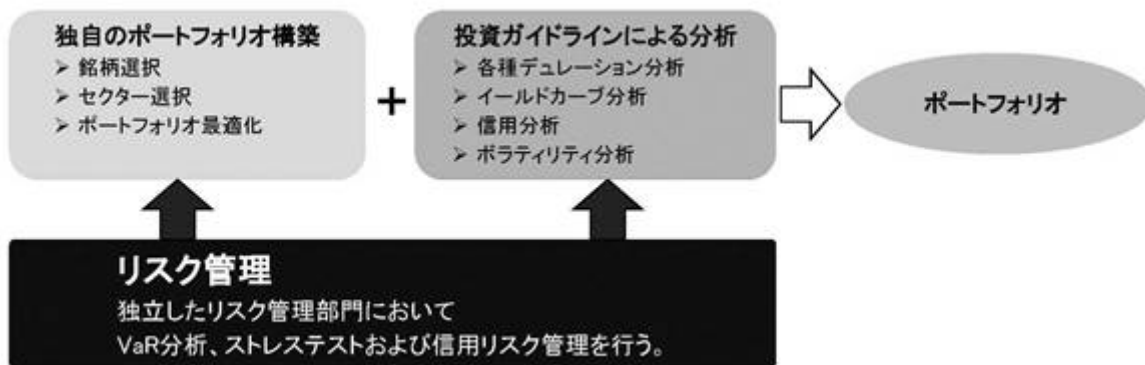 独自のポートフォリオ構築
➢ 銘柄選択
➢ セクター選択
➢ ポートフォリオ最適化
+
投資ガイドラインによる分析
➢ 各種デュレーション分析
➢ イールドカーブ分析
➢ 信用分析
➢ ボラティリティ分析
ポートフォリオ
リスク管理
独立したリスク管理部門において
VaR分析、ストレステストおよび信用リスク管理を行う。